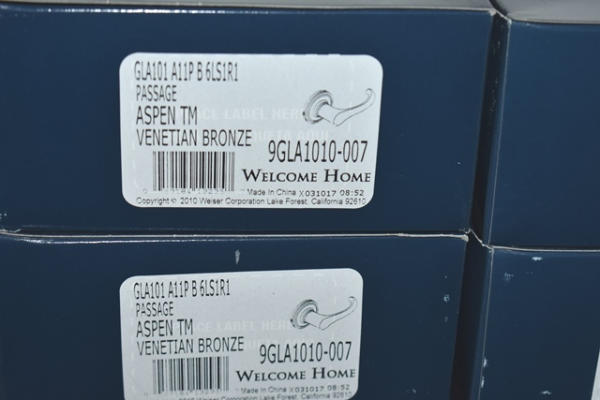 GLA101 A11P B 6LS1R1
PASSAGE
ASPEN TM
VENETIAN BRONZE
9GLA1010-007
WELCOME HOME
Made In China X031017 08:52
Copyright © 2010 Weiser Corporation Lake Forest, California 92610
GLA101 A11P B 6LS1R1
PASSAGE
ASPEN TM
VENETIAN BRONZE
9GLA1010-007
WELCOME HOME
Made In China X031017 08:52